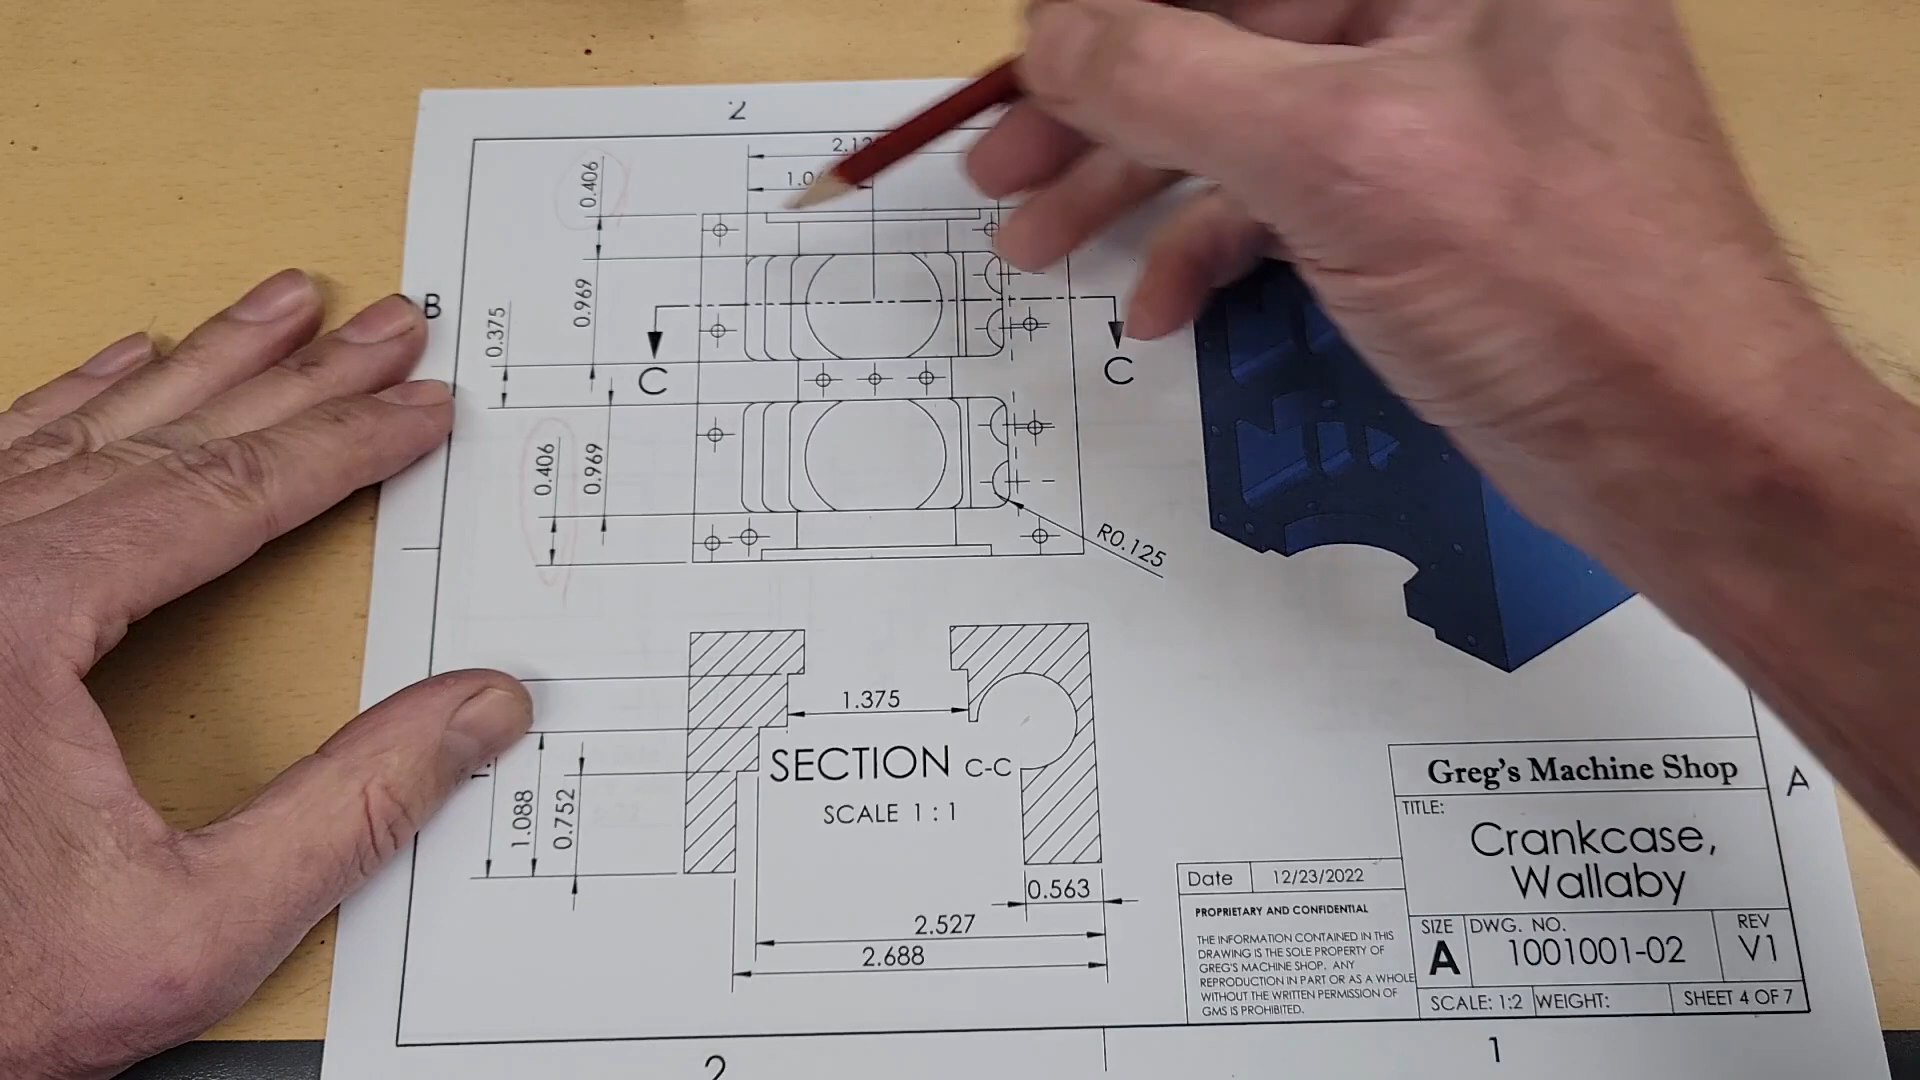 2
0.406
B
0.969
0.375
C
C
0.406
0.969
R0.125
1.375
SECTION C-C
SCALE 1 : 1
1.088
0.752
0.563
2.527
2.688
Greg's Machine Shop
TITLE:
Crankcase,
Wallaby
A
Date 12/23/2022
PROPRIETARY AND CONFIDENTIAL
THE INFORMATION CONTAINED IN THIS
DRAWING IS THE SOLE PROPERTY OF
GREG'S MACHINE SHOP. ANY
REPRODUCTION IN PART OR AS A WHOLE
WITHOUT THE WRITTEN PERMISSION OF
GMS IS PROHIBITED.
SIZE
A
DWG. NO.
1001001-02
REV
V1
SCALE: 1:2 WEIGHT: SHEET 4 OF 7
2
1